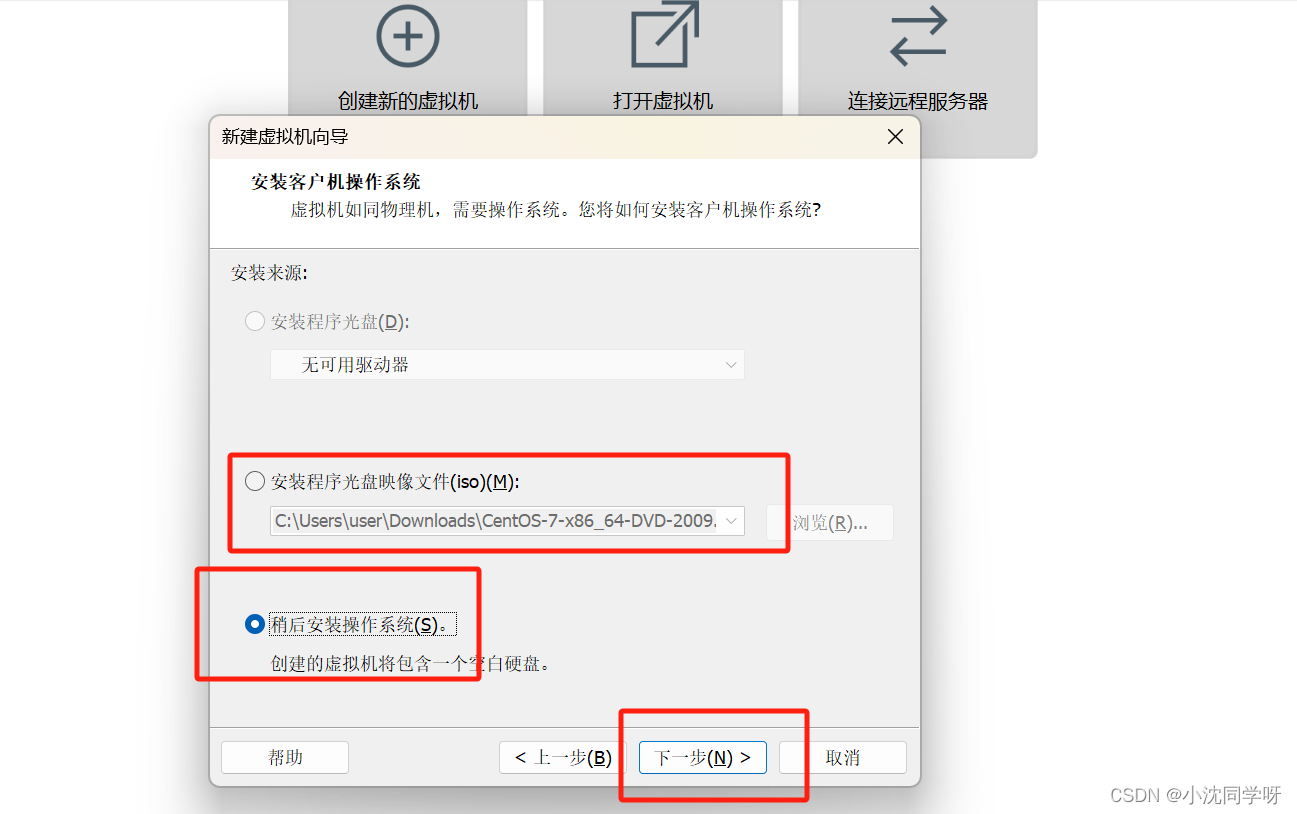 创建新的虚拟机
打开虚拟机
连接远程服务器
新建虚拟机向导
安装客户机操作系统
虚拟机如同物理机，需要操作系统。您将如何安装客户机操作系统?
安装来源:
安装程序光盘(D):
无可用驱动器
安装程序光盘映像文件(iso)(M):
C:\Users\user\Downloads\CentOS-7-x86_64-DVD-2009.
浏览(R)...
稍后安装操作系统(S)。
创建的虚拟机将包含一个空白硬盘。
帮助
< 上一步(B)
下一步(N) >
取消
CSDN @小沈同学呀